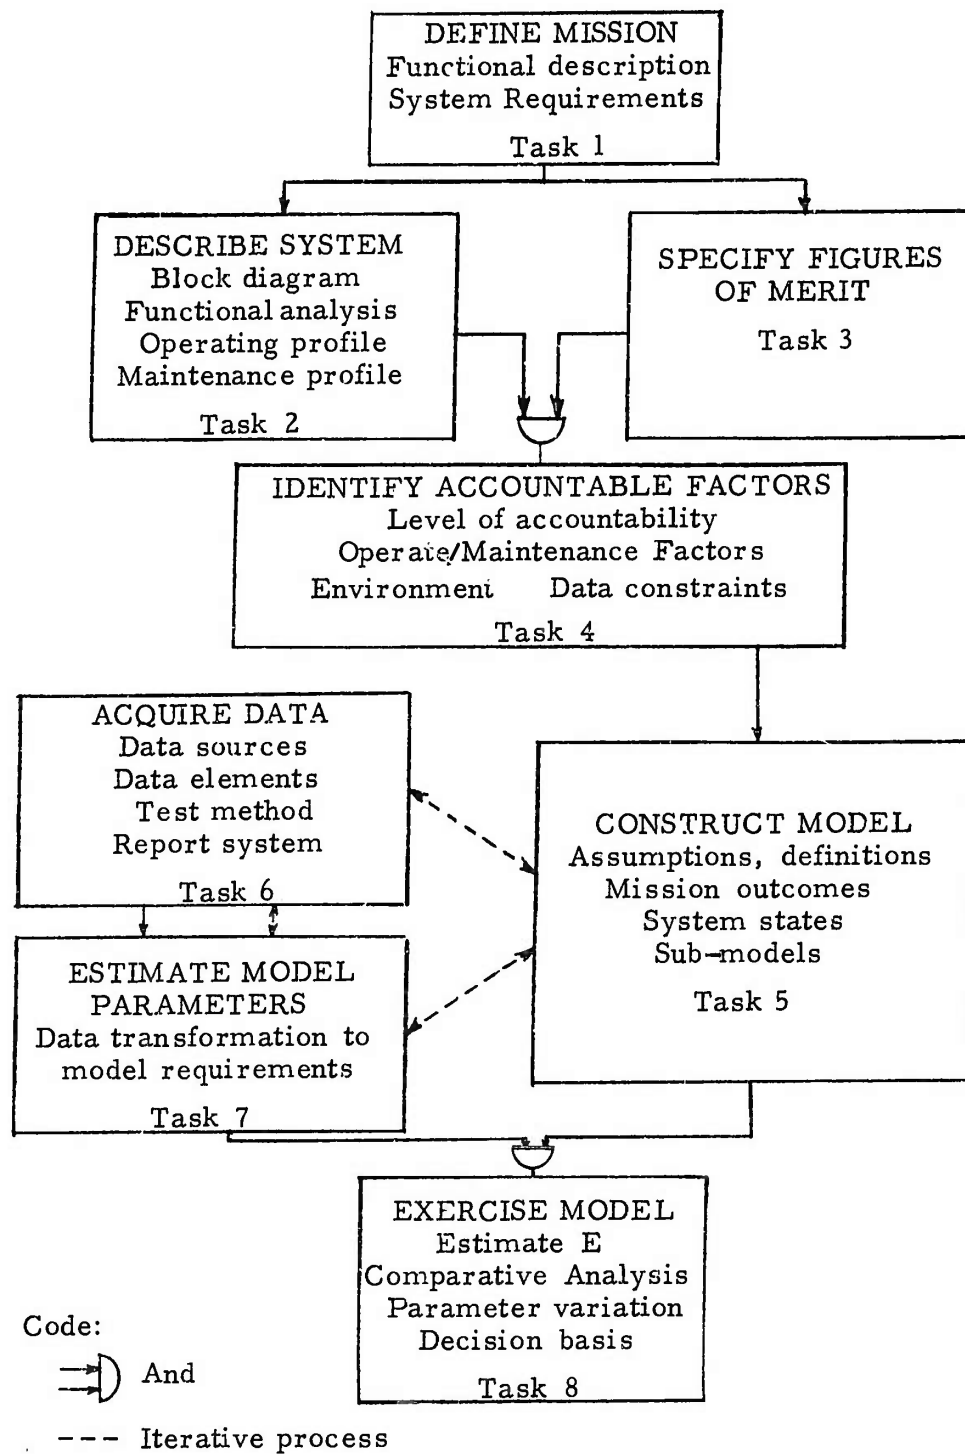 DEFINE MISSION
Functional description
System Requirements
Task 1
DESCRIBE SYSTEM
Block diagram
Functional analysis
Operating profile
Maintenance profile
Task 2
SPECIFY FIGURES
OF MERIT
Task 3
IDENTIFY ACCOUNTABLE FACTORS
Level of accountability
Operate/Maintenance Factors
Environment Data constraints
Task 4
ACQUIRE DATA
Data sources
Data elements
Test method
Report system
Task 6
CONSTRUCT MODEL
Assumptions, definitions
Mission outcomes
System states
Sub-models
Task 5
ESTIMATE MODEL
PARAMETERS
Data transformation to
model requirements
Task 7
EXERCISE MODEL
Estimate E
Comparative Analysis
Parameter variation
Decision basis
Task 8
Code:
And
--- Iterative process